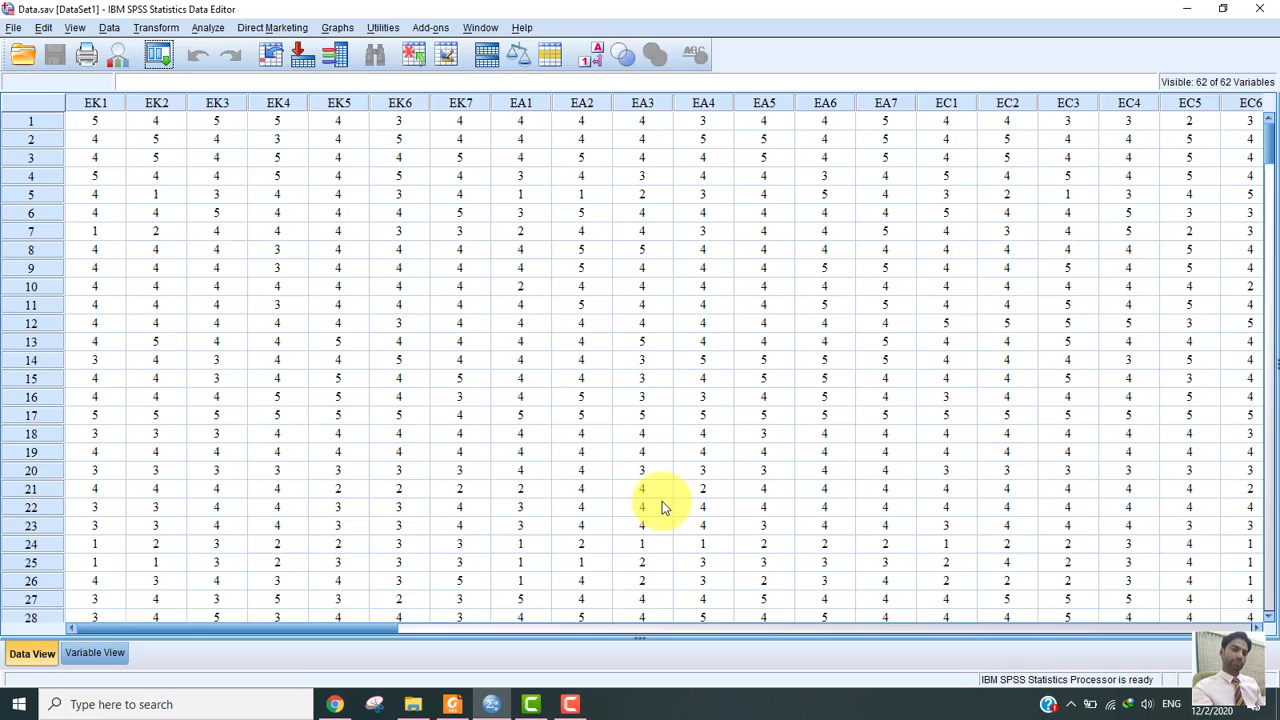 Data.sav [DataSet1] - IBM SPSS Statistics Data Editor
File Edit View Data Transform Analyze Direct Marketing Graphs Utilities Add-ons Window Help
Visible: 62 of 62 Variables
EK1 EK2 EK3 EK4 EK5 EK6 EK7 EA1 EA2 EA3 EA4 EA5 EA6 EA7 EC1 EC2 EC3 EC4 EC5 EC6
1 5 4 5 5 4 3 4 4 4 4 3 4 4 5 4 4 3 3 2 3
2 4 5 4 3 4 5 4 4 4 4 5 5 4 5 4 5 4 4 5 4
3 4 5 4 5 4 4 5 4 5 4 4 5 4 5 4 5 4 4 5 4
4 5 4 4 5 4 5 4 3 4 3 4 4 3 4 5 4 5 4 5 4
5 4 1 3 4 4 3 4 1 1 2 3 4 5 4 3 2 1 3 4 5
6 4 4 5 4 4 4 5 3 5 4 4 4 4 4 5 4 4 5 3 3
7 1 2 4 4 4 3 3 2 4 4 3 4 4 5 4 3 4 5 2 3
8 4 4 4 3 4 4 4 4 5 5 4 4 4 4 4 4 4 4 5 4
9 4 4 4 3 4 4 4 4 5 4 4 4 5 5 4 4 5 4 5 4
10 4 4 4 4 4 4 4 2 4 4 4 4 4 4 4 4 4 4 4 2
11 4 4 4 3 4 4 4 4 5 4 4 4 5 5 4 4 5 4 5 4
12 4 4 4 4 4 3 4 4 4 4 4 4 4 4 5 5 5 5 3 5
13 4 5 4 4 5 4 4 4 4 5 4 4 4 5 4 4 5 4 4 4
14 3 4 3 4 4 5 4 4 4 3 5 5 5 5 4 4 4 3 5 4
15 4 4 3 4 5 4 5 4 4 3 4 5 5 4 4 4 5 4 3 4
16 4 4 4 5 5 4 3 4 5 3 3 4 5 4 3 4 4 4 5 4
17 5 5 5 5 5 5 4 5 5 5 5 5 5 5 5 5 5 5 5 5
18 3 3 3 4 4 4 4 4 4 4 4 3 4 4 4 4 4 4 4 3
19 4 4 4 4 4 4 4 4 4 4 4 4 4 4 4 4 4 4 4 4
20 3 3 3 3 3 3 3 4 4 3 3 3 4 4 3 3 3 3 4 3
21 4 4 4 4 2 2 2 2 4 4 2 4 4 4 4 4 4 4 4 2
22 3 3 4 4 3 3 4 3 4 4 4 4 4 4 4 4 4 4 4 4
23 3 3 4 4 3 3 4 3 4 4 4 3 4 4 3 4 4 4 3 3
24 1 2 3 2 2 3 3 1 2 1 1 2 2 2 1 2 2 3 4 1
25 1 1 3 2 3 3 3 1 1 2 3 3 3 3 2 4 2 3 4 1
26 4 3 4 3 4 3 5 1 4 2 3 2 3 4 2 2 2 3 4 1
27 3 4 3 5 3 2 3 5 4 4 4 5 4 4 4 5 5 5 4 4
28 3 4 5 3 4 4 3 4 5 4 5 4 5 4 4 4 5 4 4 4
Data View Variable View
IBM SPSS Statistics Processor is ready
Type here to search
ENG
12/2/2020